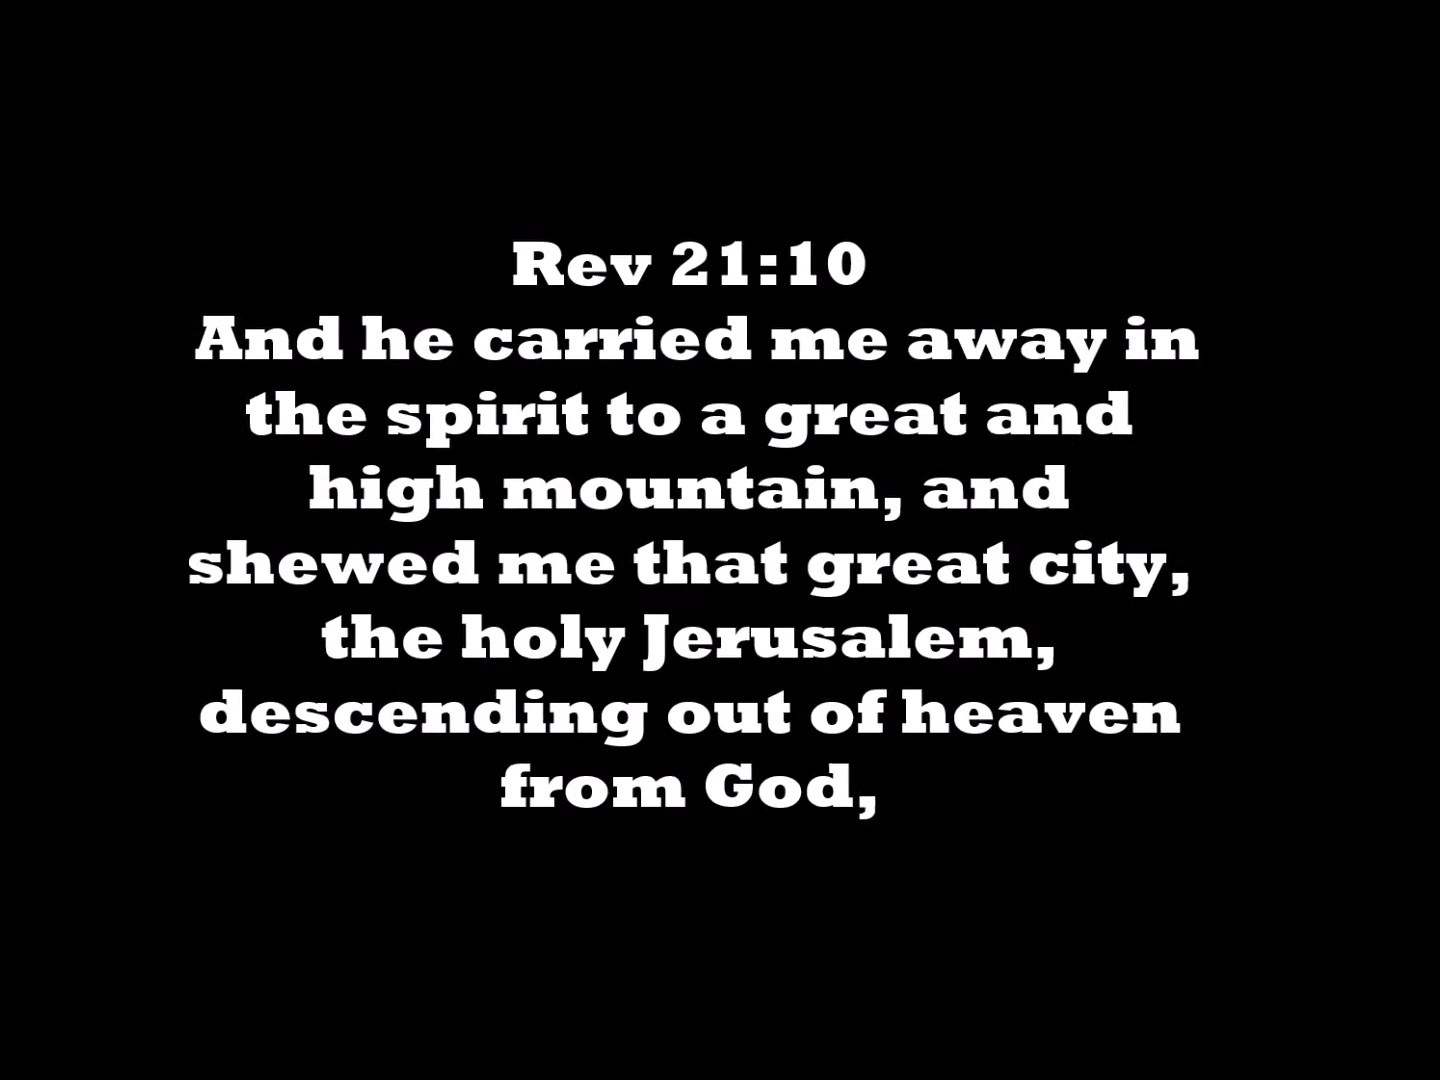 Rev 21:10
And he carried me away in
the spirit to a great and
high mountain, and
shewed me that great city,
the holy Jerusalem,
descending out of heaven
from God,